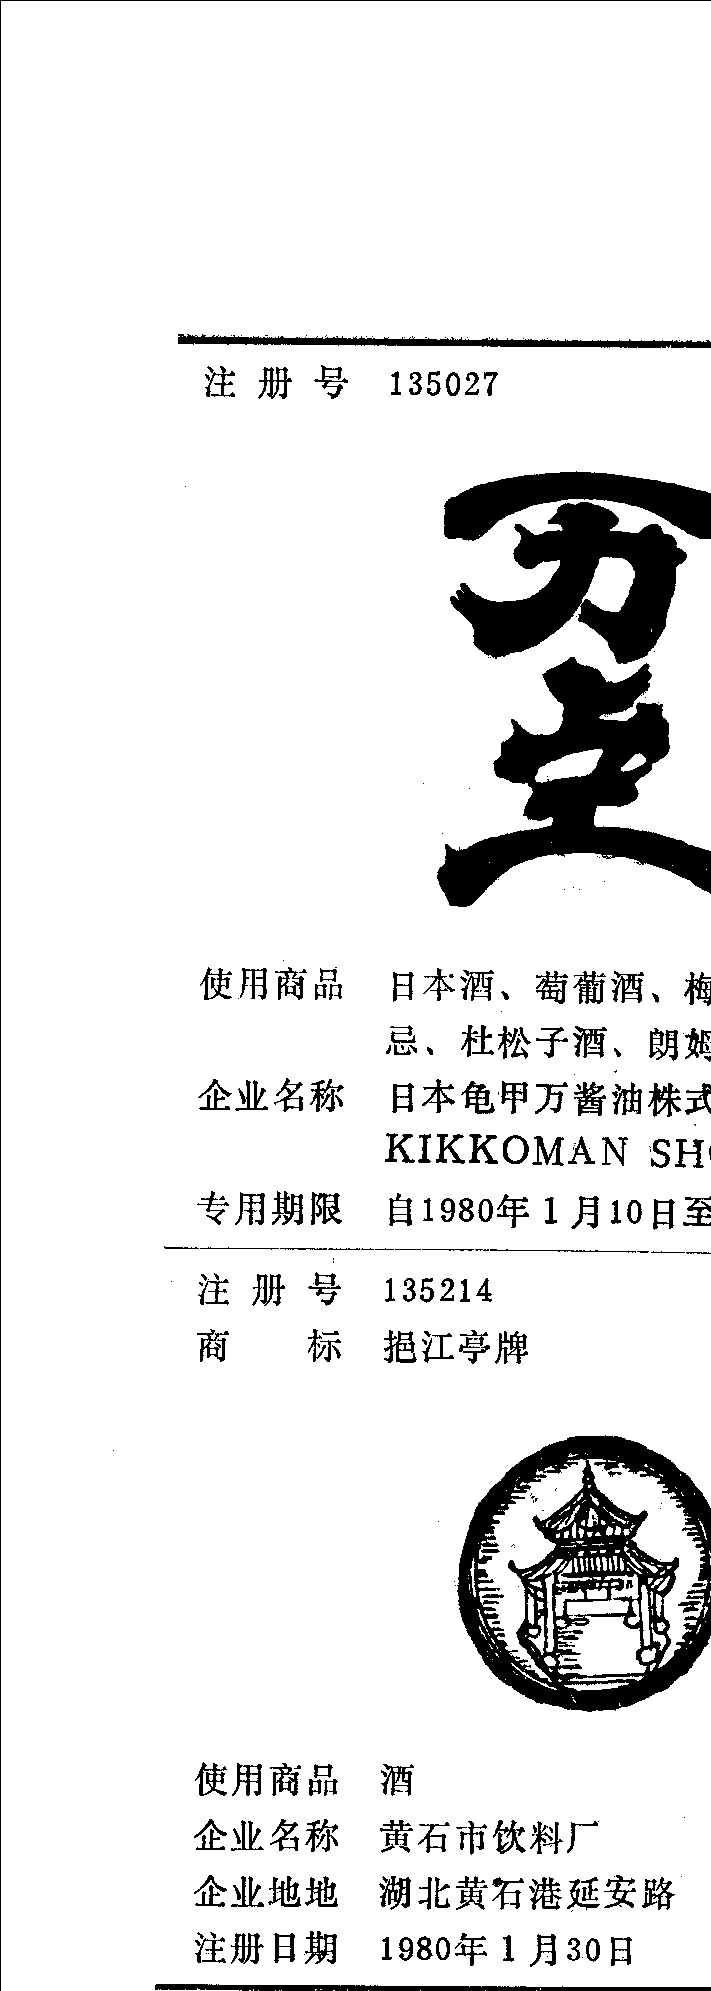 注册号 135027
使用商品 日本酒、萄葡酒、梅
忌、杜松子酒、朗姆
企业名称 日本龟甲万酱油株式
KIKKOMAN SH
专用期限 自1980年1月10日至
注册号 135214
商标 挹江亭牌
使用商品 酒
企业名称 黄石市饮料厂
企业地地 湖北黄石港延安路
注册日期 1980年1月30日